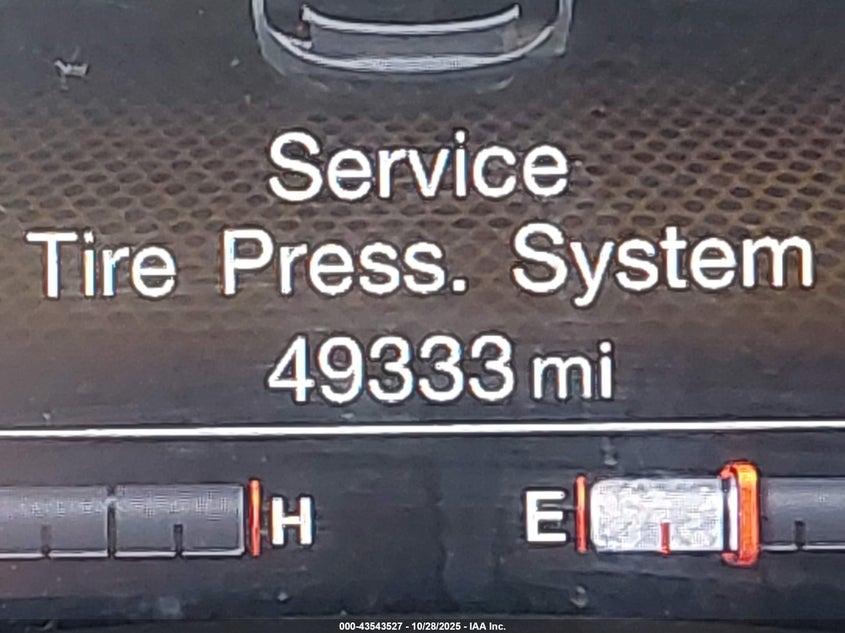 Service
Tire Press. System
49333 mi
H E
000-43543527 - 10/28/2025 - IAA Inc.